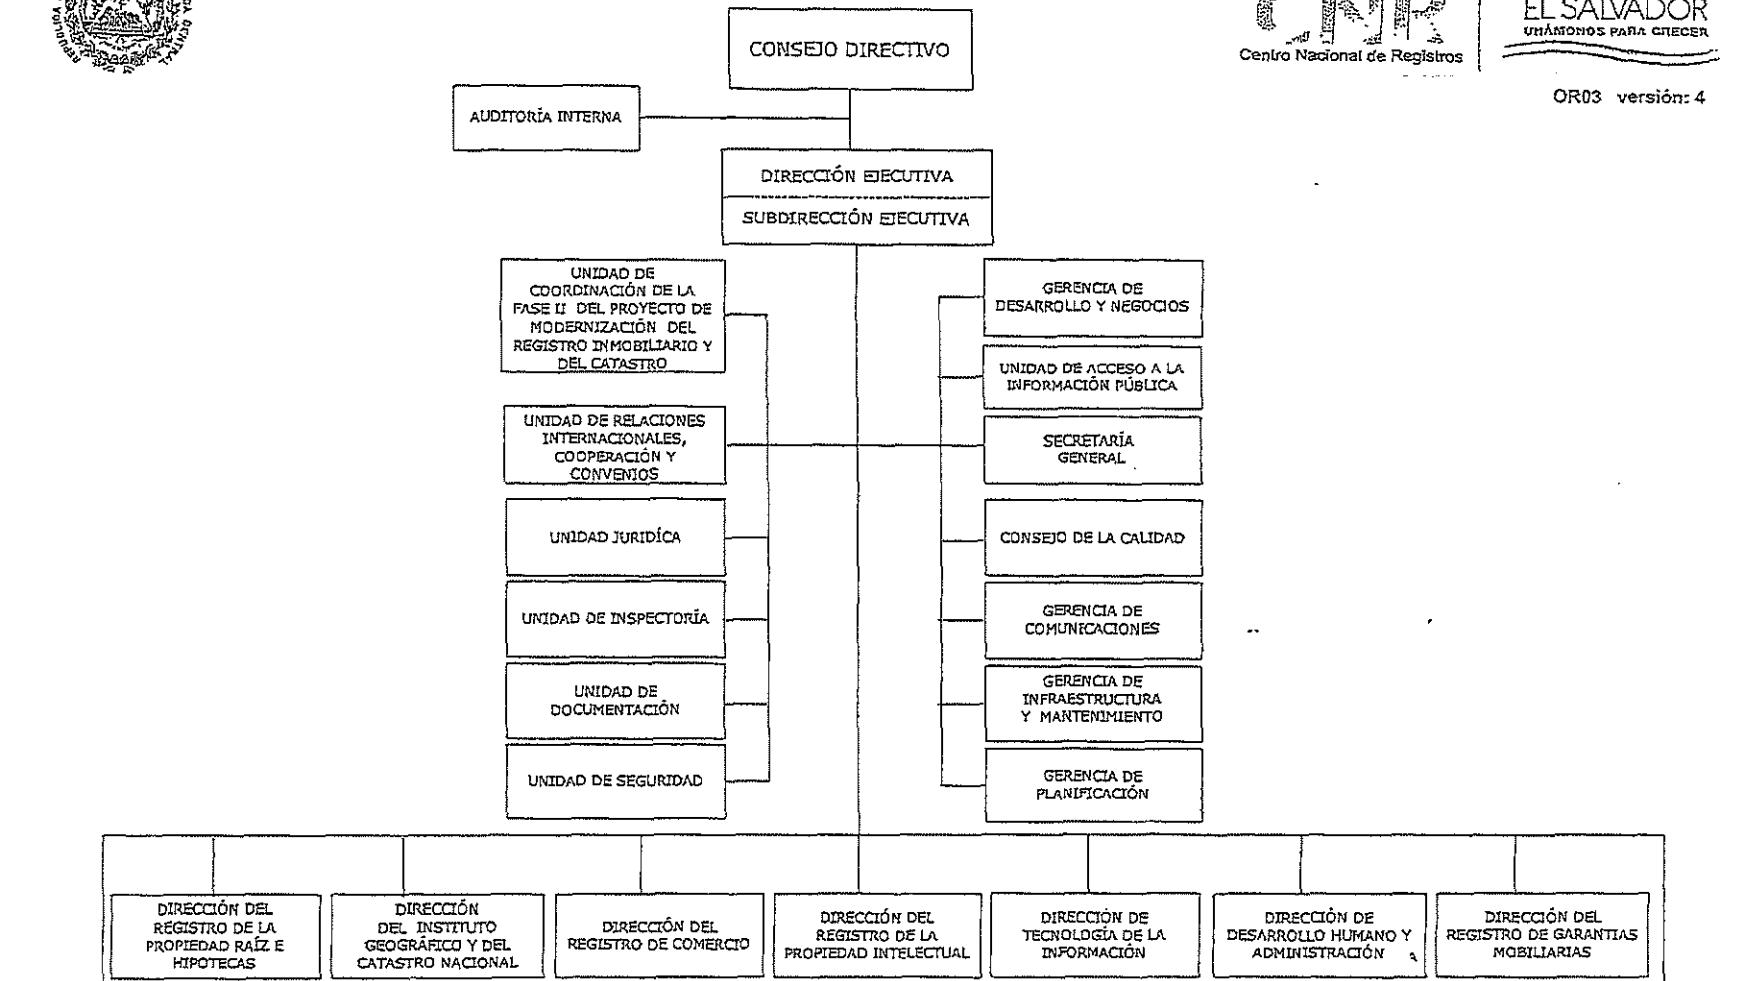 CNR
Centro Nacional de Registros
EL SALVADOR
UNÁMONOS PARA CRECER
OR03 versión: 4
CONSEJO DIRECTIVO
AUDITORÍA INTERNA
DIRECCIÓN EJECUTIVA
SUBDIRECCIÓN EJECUTIVA
UNIDAD DE
COORDINACIÓN DE LA
FASE II DEL PROYECTO DE
MODERNIZACIÓN DEL
REGISTRO INMOBILIARIO Y
DEL CATASTRO
UNIDAD DE RELACIONES
INTERNACIONALES,
COOPERACIÓN Y
CONVENIOS
UNIDAD JURIDÍCA
UNIDAD DE INSPECTORÍA
UNIDAD DE
DOCUMENTACIÓN
UNIDAD DE SEGURIDAD
GERENCIA DE
DESARROLLO Y NEGOCIOS
UNIDAD DE ACCESO A LA
INFORMACIÓN PÚBLICA
SECRETARÍA
GENERAL
CONSEJO DE LA CALIDAD
GERENCIA DE
COMUNICACIONES
GERENCIA DE
INFRAESTRUCTURA
Y MANTENIMIENTO
GERENCIA DE
PLANIFICACIÓN
DIRECCIÓN DEL
REGISTRO DE LA
PROPIEDAD RAÍZ E
HIPOTECAS
DIRECCIÓN
DEL INSTITUTO
GEOGRÁFICO Y DEL
CATASTRO NACIONAL
DIRECCIÓN DEL
REGISTRO DE COMERCIO
DIRECCIÓN DEL
REGISTRO DE LA
PROPIEDAD INTELECTUAL
DIRECCIÓN DE
TECNOLOGÍA DE LA
INFORMACIÓN
DIRECCIÓN DE
DESARROLLO HUMANO Y
ADMINISTRACIÓN
DIRECCIÓN DEL
REGISTRO DE GARANTIAS
MOBILIARIAS